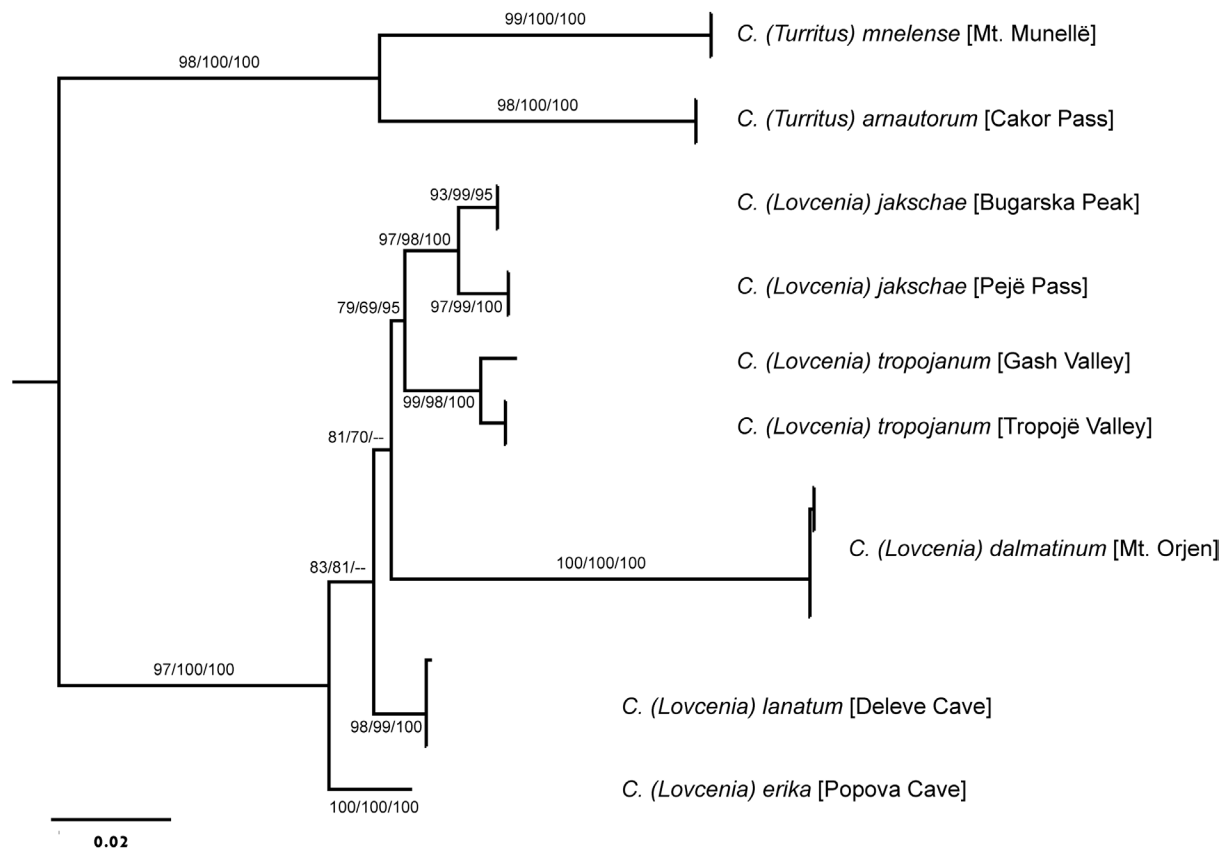 99/100/100
C. (Turritus) mnelense [Mt. Munellë]
98/100/100
98/100/100
C. (Turritus) arnautorum [Cakor Pass]
93/99/95
C. (Lovcenia) jakschae [Bugarska Peak]
97/98/100
C. (Lovcenia) jakschae [Pejë Pass]
97/99/100
79/69/95
C. (Lovcenia) tropojanum [Gash Valley]
99/98/100
C. (Lovcenia) tropojanum [Tropojë Valley]
81/70/--
C. (Lovcenia) dalmatinum [Mt. Orjen]
100/100/100
83/81/--
97/100/100
C. (Lovcenia) lanatum [Deleve Cave]
98/99/100
C. (Lovcenia) erika [Popova Cave]
100/100/100
0.02